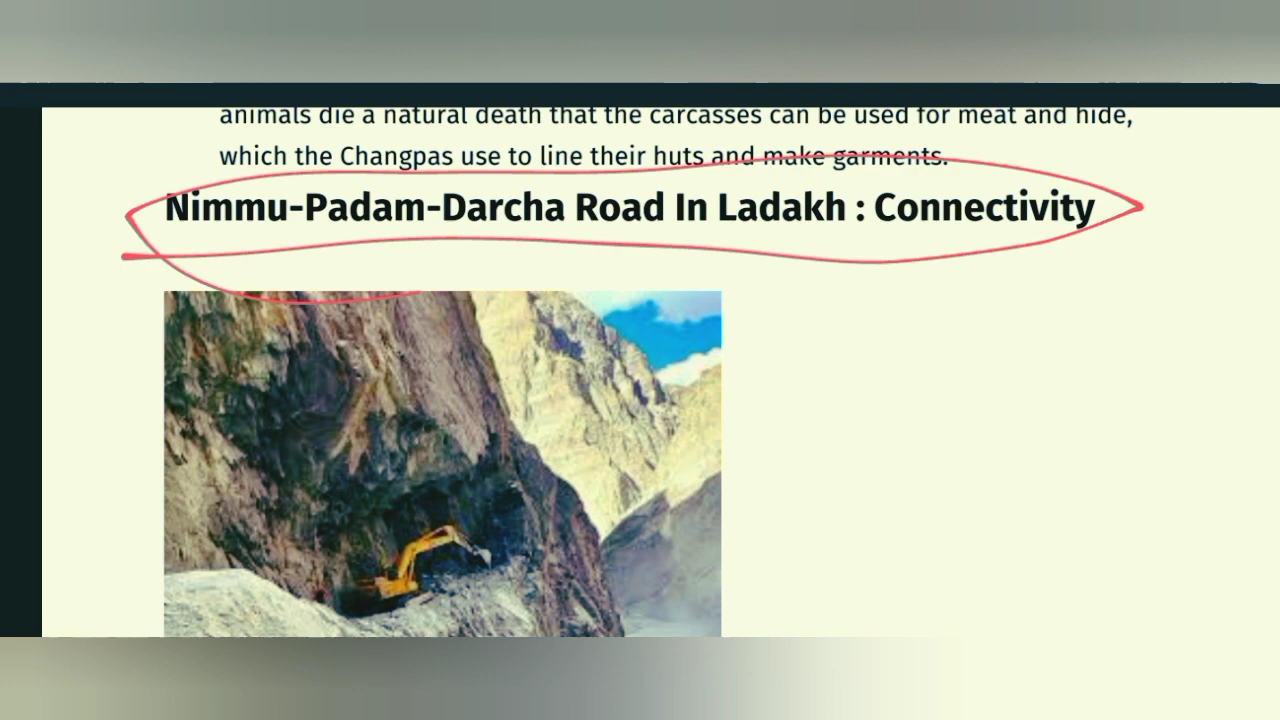 animals die a natural death that the carcasses can be used for meat and hide,
which the Changpas use to line their huts and make garments.
Nimmu-Padam-Darcha Road In Ladakh : Connectivity